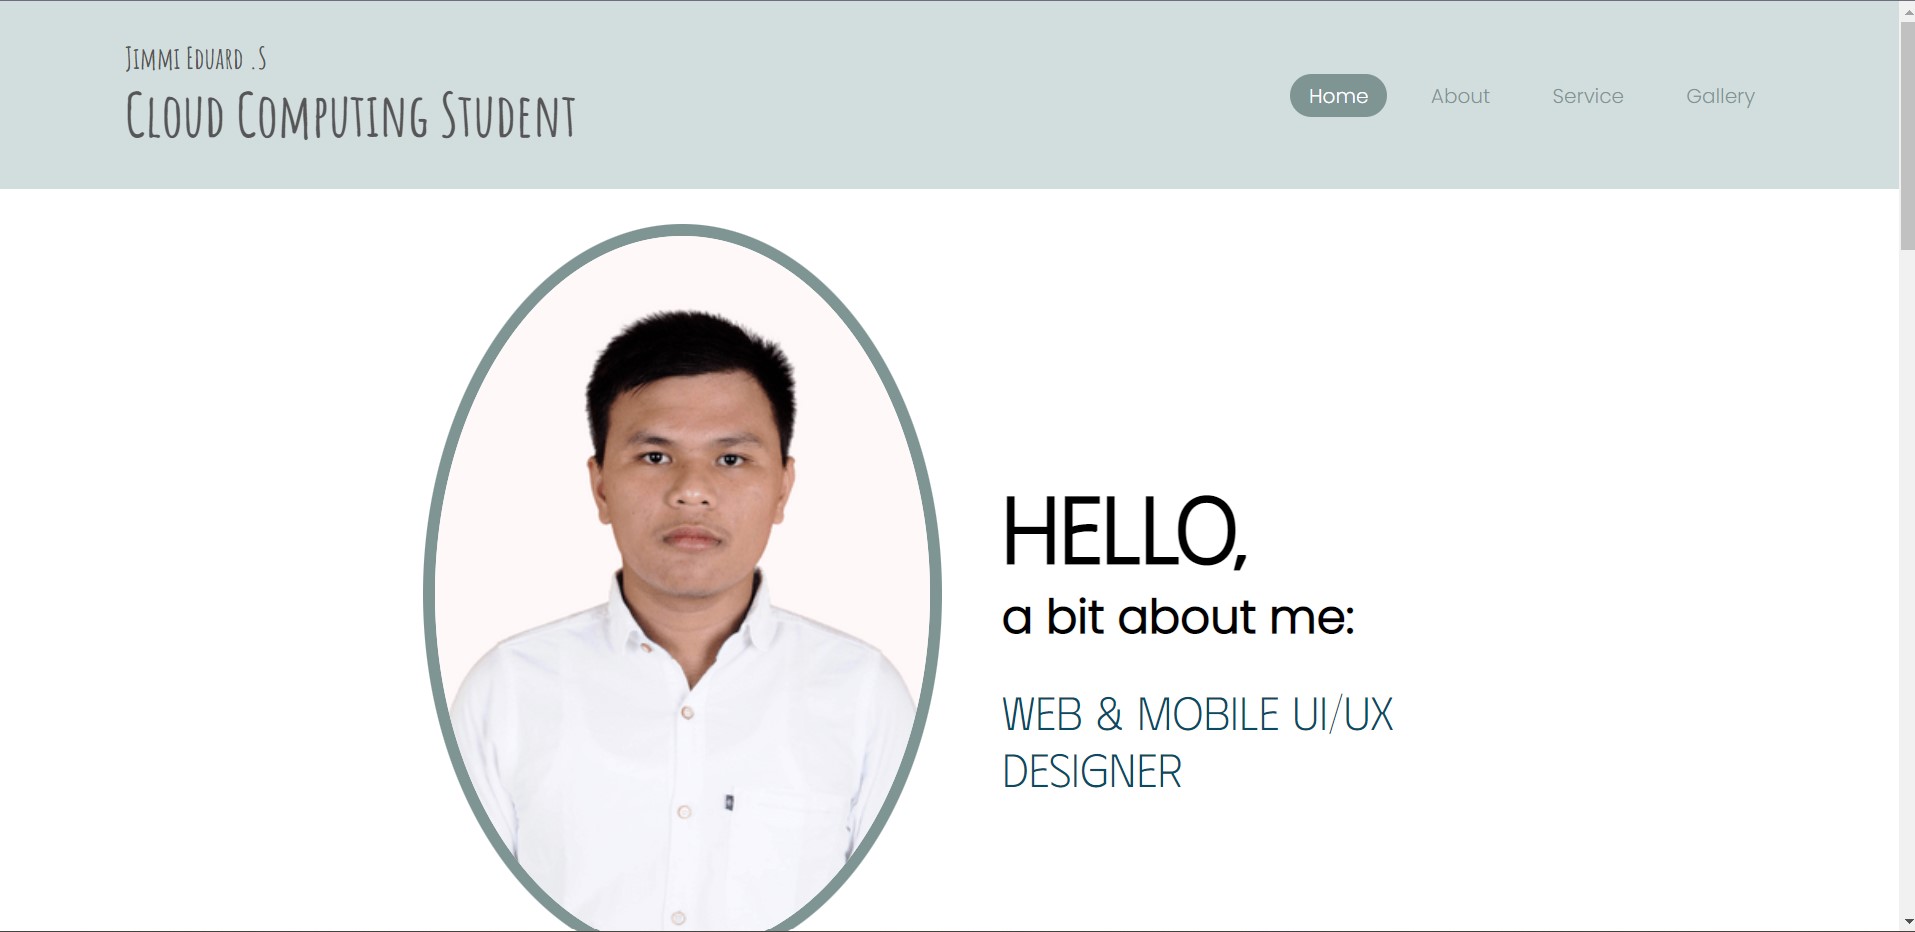 Jimmi Eduard .S
Cloud Computing Student
Home
About
Service
Gallery
HELLO,
a bit about me:
WEB & MOBILE UI/UX
DESIGNER